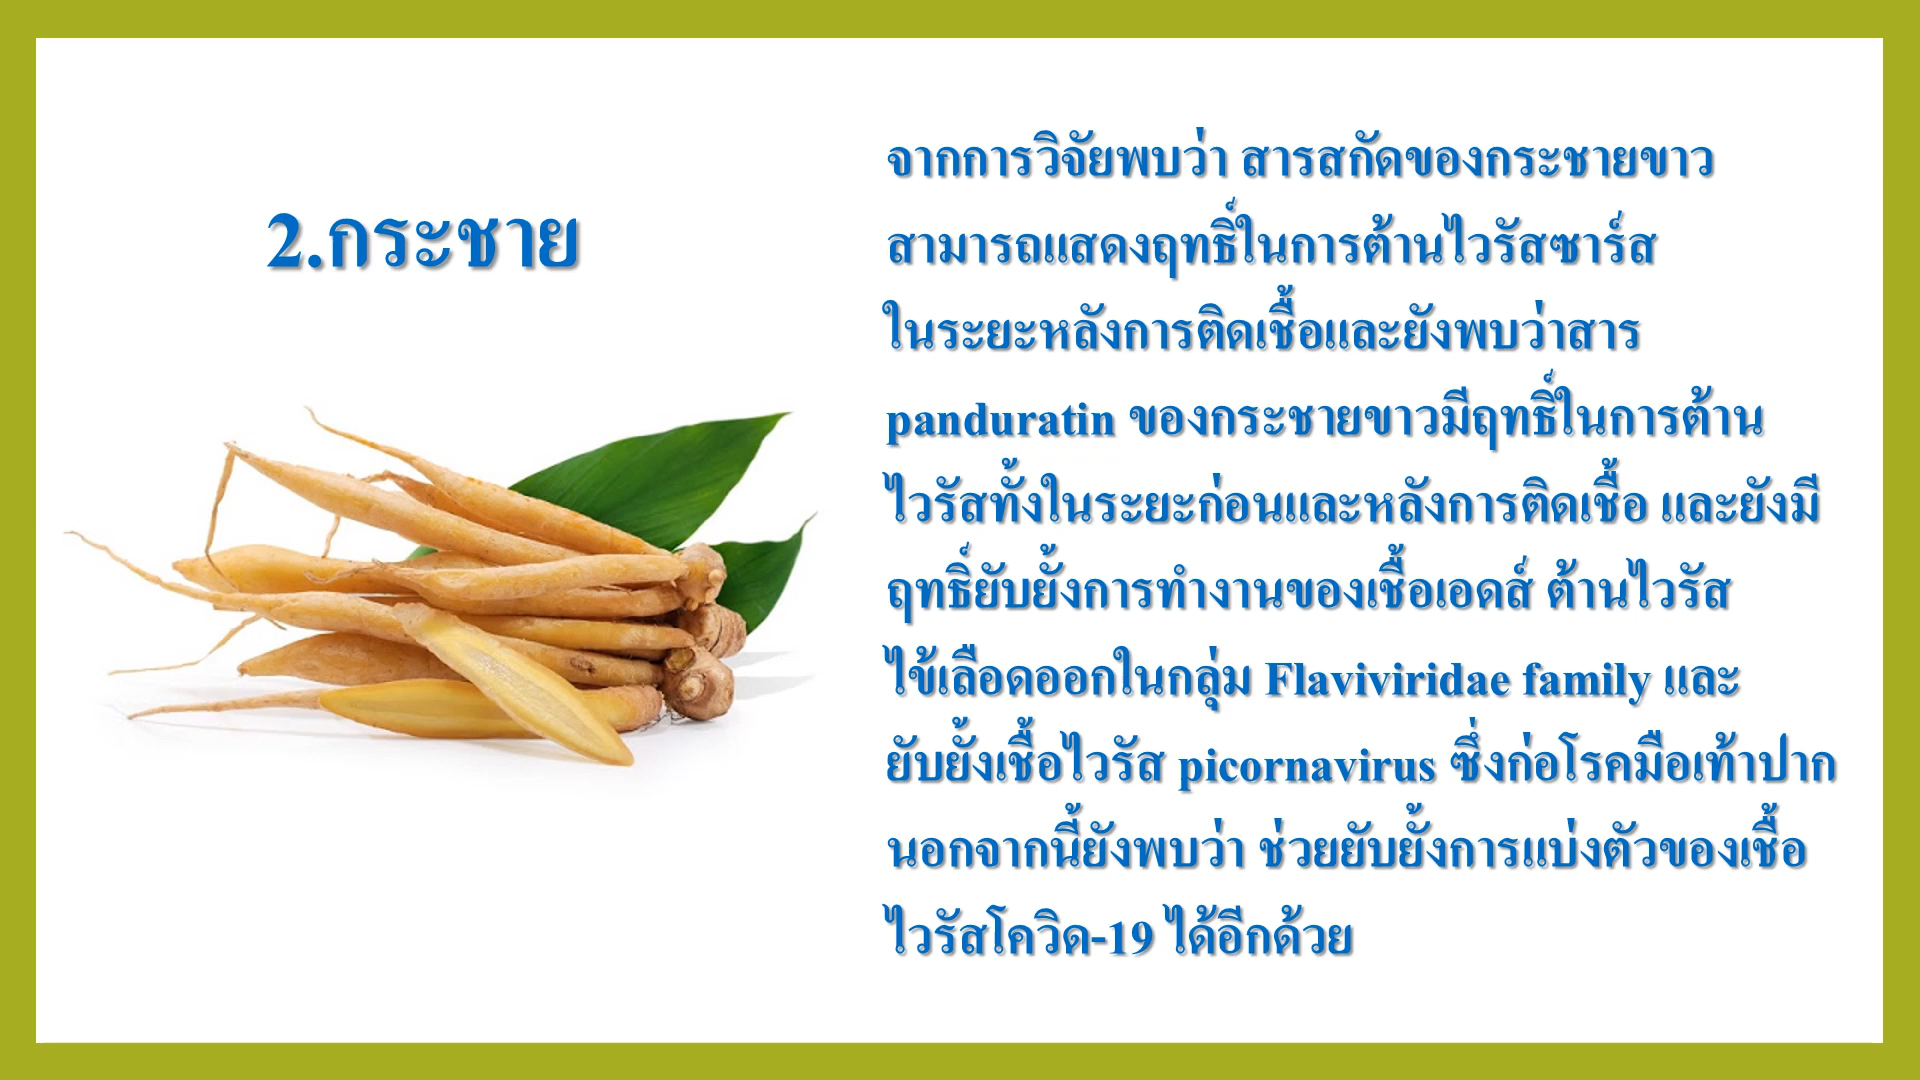 2.กระชาย
จากการวิจัยพบว่า สารสกัดของกระชายขาว
สามารถแสดงฤทธิ์ในการต้านไวรัสซาร์ส
ในระยะหลังการติดเชื้อและยังพบว่าสาร
panduratin ของกระชายขาวมีฤทธิ์ในการต้าน
ไวรัสทั้งในระยะก่อนและหลังการติดเชื้อ และยังมี
ฤทธิ์ยับยั้งการทำงานของเชื้อเอดส์ ต้านไวรัส
ไข้เลือดออกในกลุ่ม Flaviviridae family และ
ยับยั้งเชื้อไวรัส picornavirus ซึ่งก่อโรคมือเท้าปาก
นอกจากนี้ยังพบว่า ช่วยยับยั้งการแบ่งตัวของเชื้อ
ไวรัสโควิด-19 ได้อีกด้วย